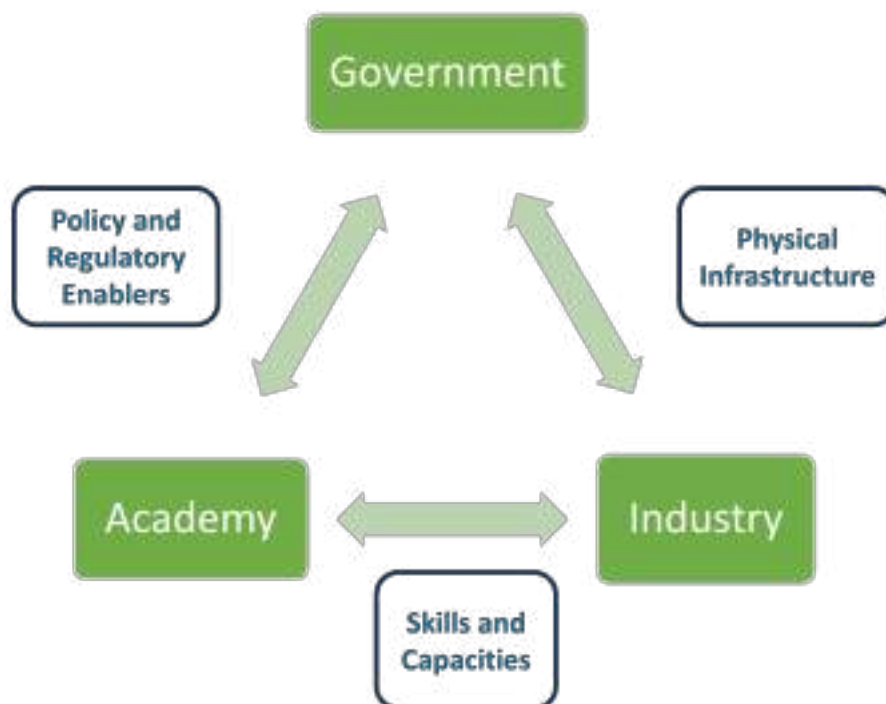 Government
Policy and
Regulatory
Enablers
Physical
Infrastructure
Academy
Industry
Skills and
Capacities